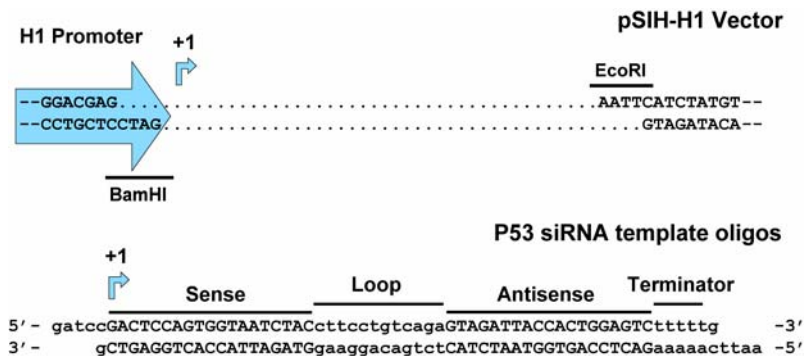 pSIH-H1 Vector
H1 Promoter
+1
EcoRI
--GGACGAG...........................................................AATTCATCTATGT--
--CCTGCTCCTAG...........................................................GTAGATACA--
BamHI
P53 siRNA template oligos
+1
Sense Loop Antisense Terminator
5'- gatccGACTCCAGTGGTAATCTACcttcctgtcagaGTAGATTACCACTGGAGTCtttttg -3'
3'- gCTGAGGTCACCATTAGATGgaaggacagtctCATCTAATGGTGACCTCAGaaaaacttaa -5'